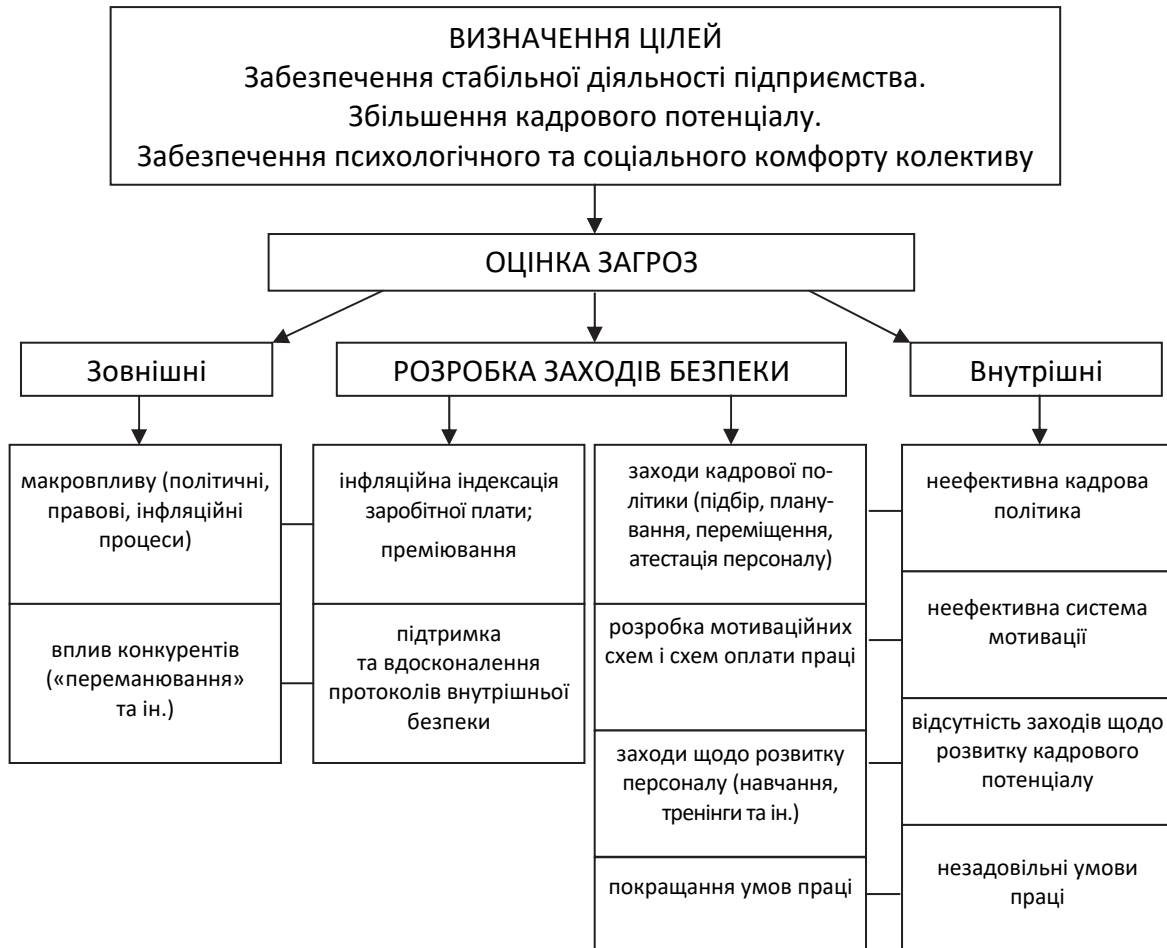 ВИЗНАЧЕННЯ ЦІЛЕЙ
Забезпечення стабільної діяльності підприємства.
Збільшення кадрового потенціалу.
Забезпечення психологічного та соціального комфорту колективу
ОЦІНКА ЗАГРОЗ
Зовнішні
РОЗРОБКА ЗАХОДІВ БЕЗПЕКИ
Внутрішні
макровпливу (політичні,
правові, інфляційні
процеси)
вплив конкурентів
(«переманювання»
та ін.)
інфляційна індексація
заробітної плати;
преміювання
підтримка
та вдосконалення
протоколів внутрішньої
безпеки
заходи кадрової по-
літики (підбір, плану-
вання, переміщення,
атестація персоналу)
розробка мотиваційних
схем і схем оплати праці
заходи щодо розвитку
персоналу (навчання,
тренінги та ін.)
покращання умов праці
неефективна кадрова
політика
неефективна система
мотивації
відсутність заходів щодо
розвитку кадрового
потенціалу
незадовільні умови
праці